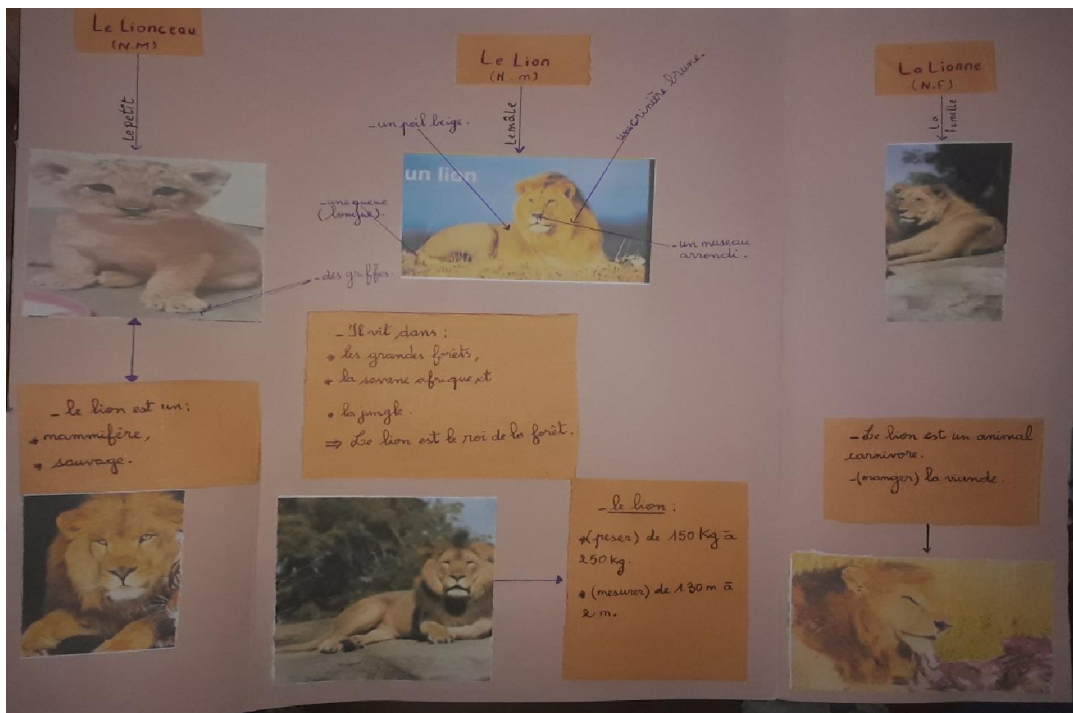 Le Lionceau
(N.M)
Le petit
Le Lion
(N.m)
Le mâle
La Lionne
(N.F)
La
femelle
- un poil beige.
une crinière brune.
un lion
- une queue
(longue).
- un museau
arrondi.
- des griffes.
- Il vit dans:
• les grandes forêts,
• la savane afrique et
• la jungle.
⇒ Le lion est le roi de la forêt.
- le lion est un:
• mammifère,
• sauvage.
- Le lion est un animal
carnivore.
- (manger) la viande.
- le lion:
• (peser) de 150 Kg à
250 kg.
• (mesurer) de 1.30 m à
2 m.